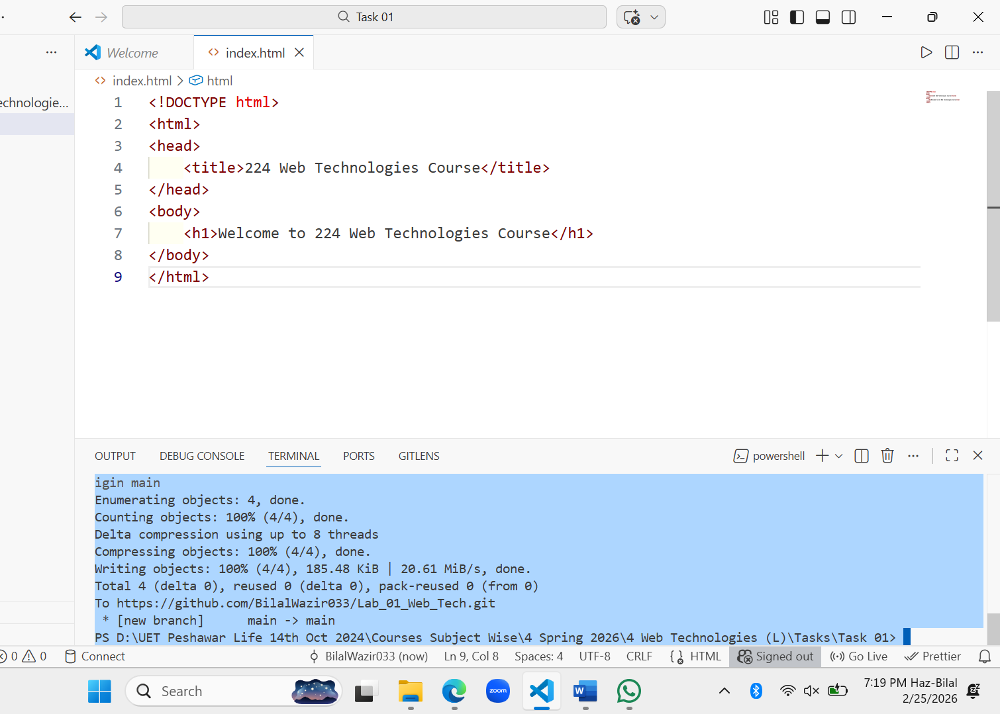 Task 01
Welcome
index.html
index.html > html
echnologie...
1 <!DOCTYPE html>
2 <html>
3 <head>
4 <title>224 Web Technologies Course</title>
5 </head>
6 <body>
7 <h1>Welcome to 224 Web Technologies Course</h1>
8 </body>
9 </html>
OUTPUT DEBUG CONSOLE TERMINAL PORTS GITLENS powershell
igin main
Enumerating objects: 4, done.
Counting objects: 100% (4/4), done.
Delta compression using up to 8 threads
Compressing objects: 100% (4/4), done.
Writing objects: 100% (4/4), 185.48 KiB | 20.61 MiB/s, done.
Total 4 (delta 0), reused 0 (delta 0), pack-reused 0 (from 0)
To https://github.com/BilalWazir033/Lab_01_Web_Tech.git
* [new branch] main -> main
PS D:\UET Peshawar Life 14th Oct 2024\Courses Subject Wise\4 Spring 2026\4 Web Technologies (L)\Tasks\Task 01>
0 0 Connect BilalWazir033 (now) Ln 9, Col 8 Spaces: 4 UTF-8 CRLF HTML Signed out Go Live Prettier
Search
zoom
W
7:19 PM Haz-Bilal
2/25/2026